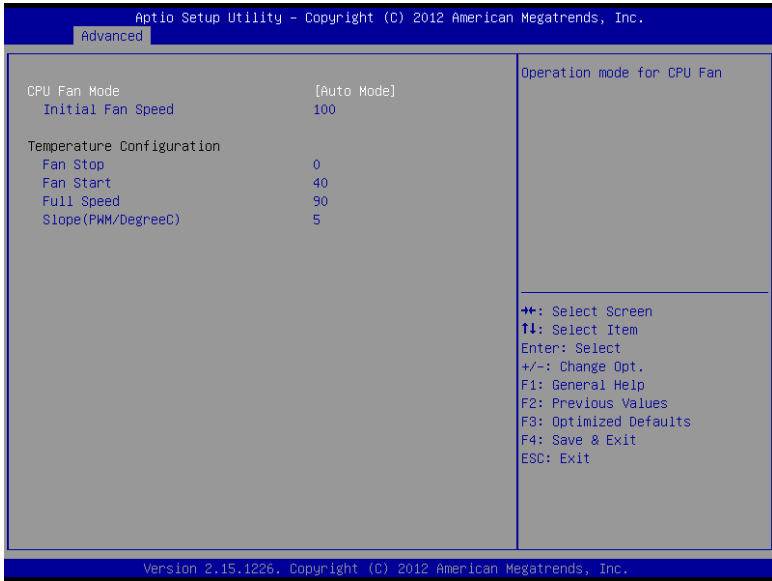 Aptio Setup Utility – Copyright (C) 2012 American Megatrends, Inc.
Advanced
CPU Fan Mode [Auto Mode]
Initial Fan Speed 100
Temperature Configuration
Fan Stop 0
Fan Start 40
Full Speed 90
Slope(PWM/DegreeC) 5
Operation mode for CPU Fan
→←: Select Screen
↑↓: Select Item
Enter: Select
+/-: Change Opt.
F1: General Help
F2: Previous Values
F3: Optimized Defaults
F4: Save & Exit
ESC: Exit
Version 2.15.1226. Copyright (C) 2012 American Megatrends, Inc.